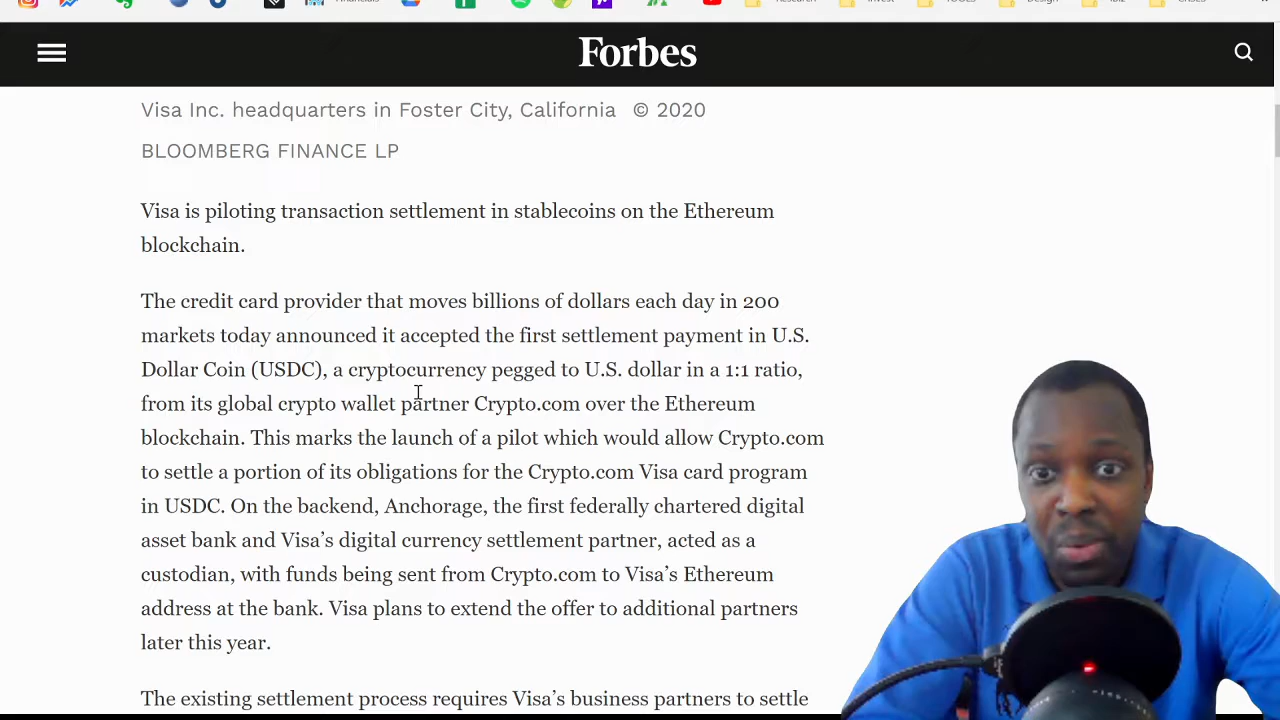 Financials
Research
Invest
TOOLS
Design
Forbes
Visa Inc. headquarters in Foster City, California © 2020
BLOOMBERG FINANCE LP
Visa is piloting transaction settlement in stablecoins on the Ethereum
blockchain.
The credit card provider that moves billions of dollars each day in 200
markets today announced it accepted the first settlement payment in U.S.
Dollar Coin (USDC), a cryptocurrency pegged to U.S. dollar in a 1:1 ratio,
from its global crypto wallet partner Crypto.com over the Ethereum
blockchain. This marks the launch of a pilot which would allow Crypto.com
to settle a portion of its obligations for the Crypto.com Visa card program
in USDC. On the backend, Anchorage, the first federally chartered digital
asset bank and Visa’s digital currency settlement partner, acted as a
custodian, with funds being sent from Crypto.com to Visa’s Ethereum
address at the bank. Visa plans to extend the offer to additional partners
later this year.
The existing settlement process requires Visa’s business partners to settle